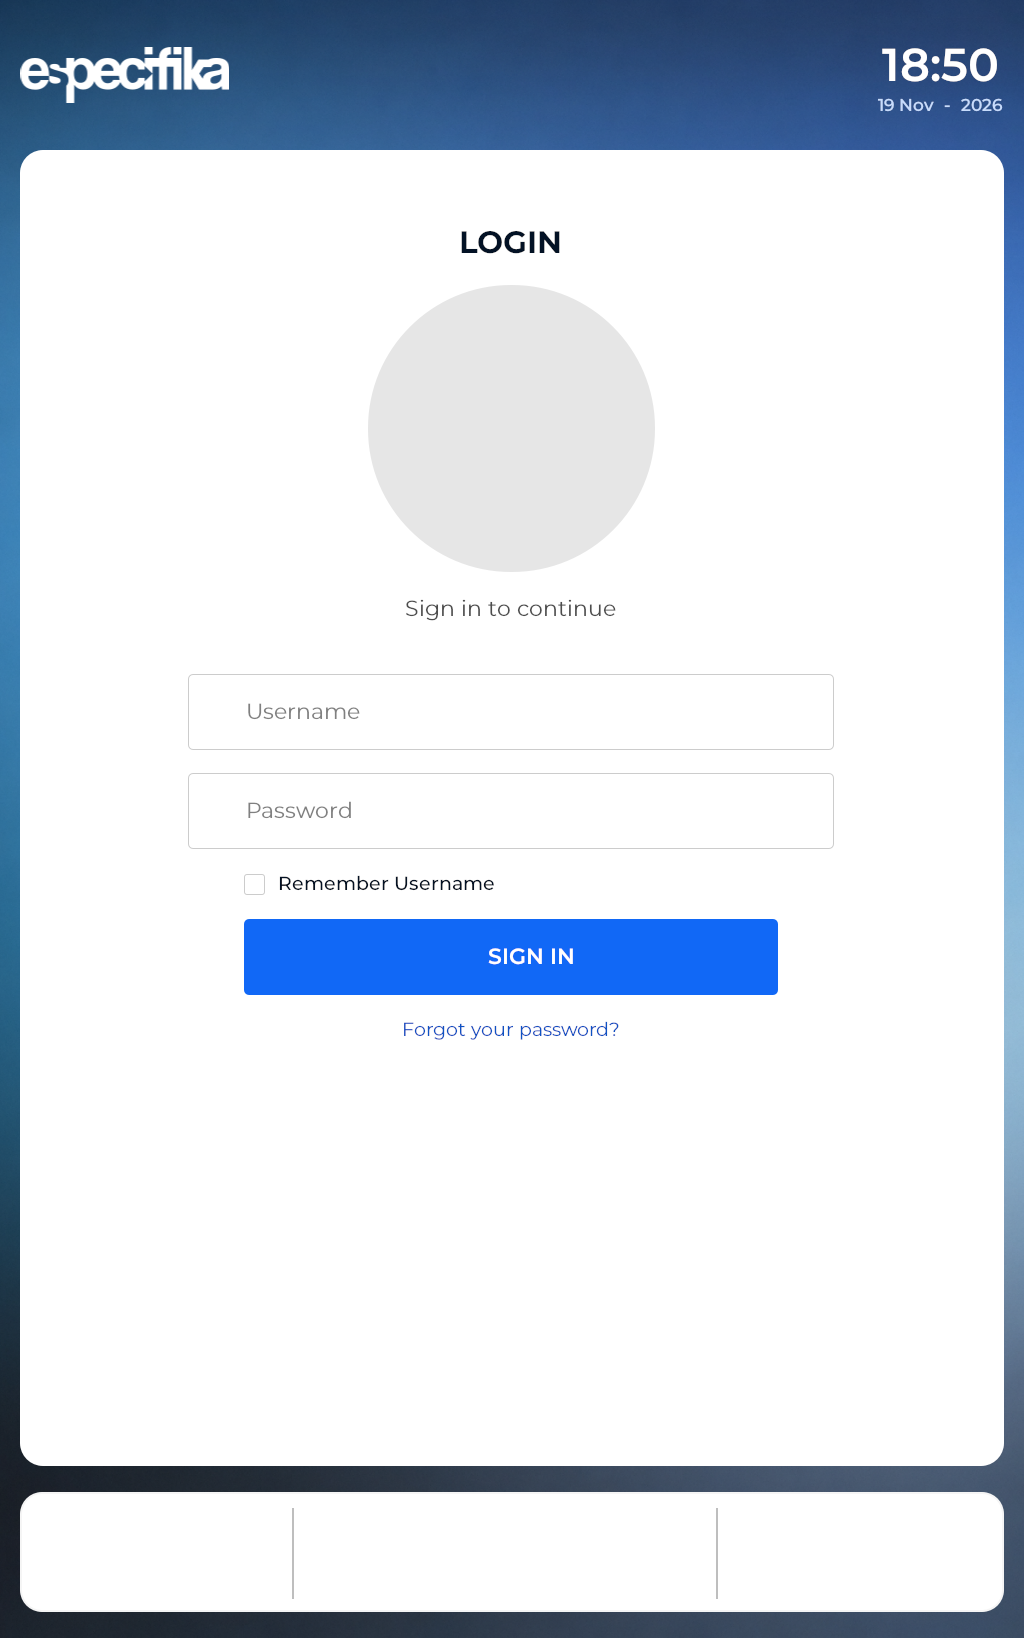 e-specifika
18:50
19 Nov - 2026
LOGIN
Sign in to continue
Username
Password
Remember Username
SIGN IN
Forgot your password?